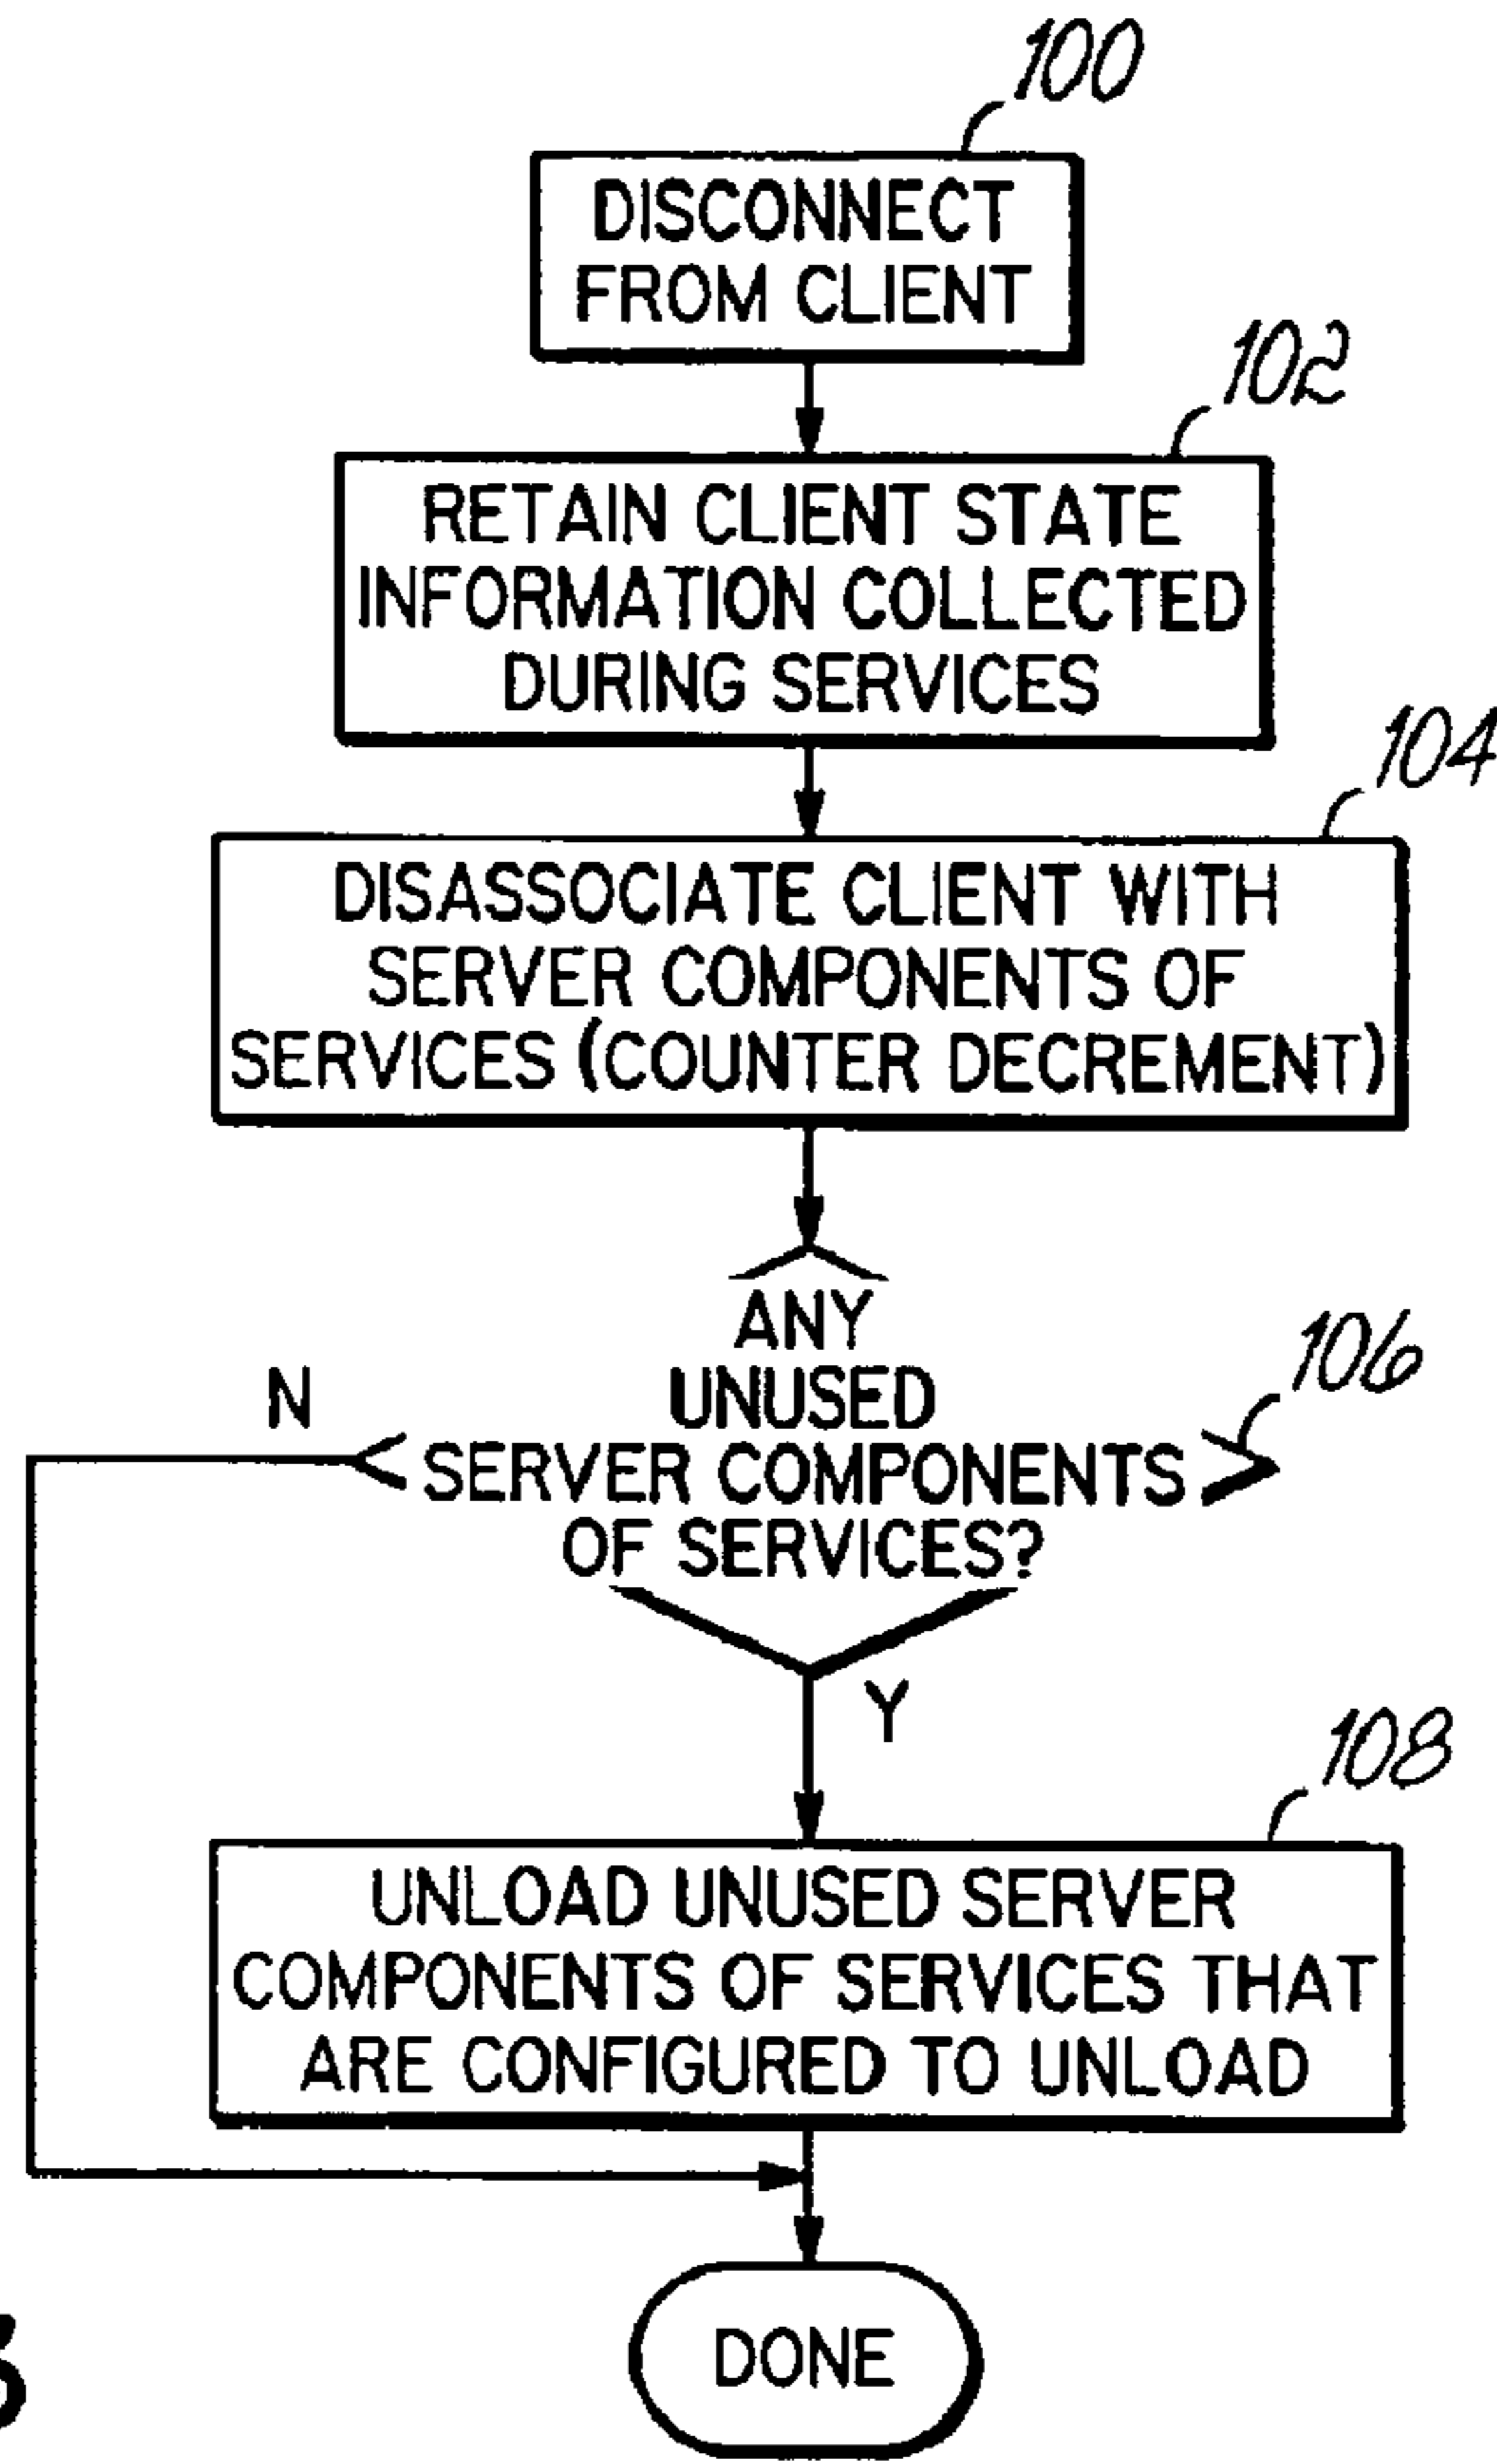 100
DISCONNECT
FROM CLIENT
102
RETAIN CLIENT STATE
INFORMATION COLLECTED
DURING SERVICES
104
DISASSOCIATE CLIENT WITH
SERVER COMPONENTS OF
SERVICES (COUNTER DECREMENT)
ANY
UNUSED
SERVER COMPONENTS
OF SERVICES?
106
N
Y
108
UNLOAD UNUSED SERVER
COMPONENTS OF SERVICES THAT
ARE CONFIGURED TO UNLOAD
DONE